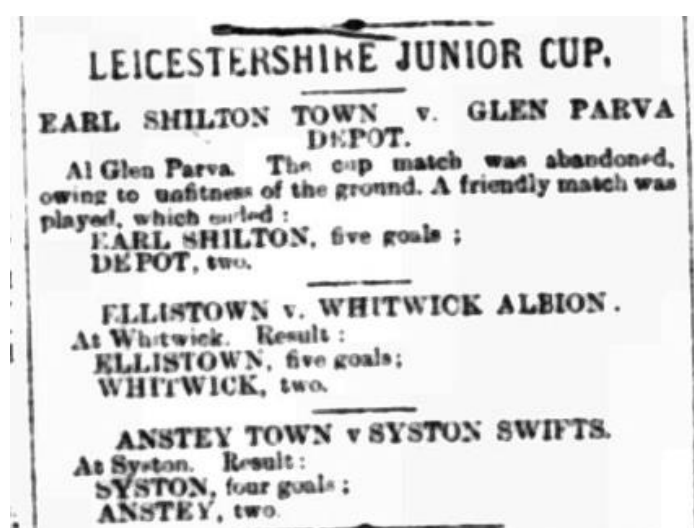 LEICESTERSHIRE JUNIOR CUP.
EARL SHILTON TOWN v. GLEN PARVA
DEPOT.
At Glen Parva. The cup match was abandoned,
owing to unfitness of the ground. A friendly match was
played, which ended :
EARL SHILTON, five goals ;
DEPOT, two.
ELLISTOWN v. WHITWICK ALBION.
At Whitwick. Result :
ELLISTOWN, five goals;
WHITWICK, two.
ANSTEY TOWN v SYSTON SWIFTS.
At Syston. Result :
SYSTON, four goals ;
ANSTEY, two.